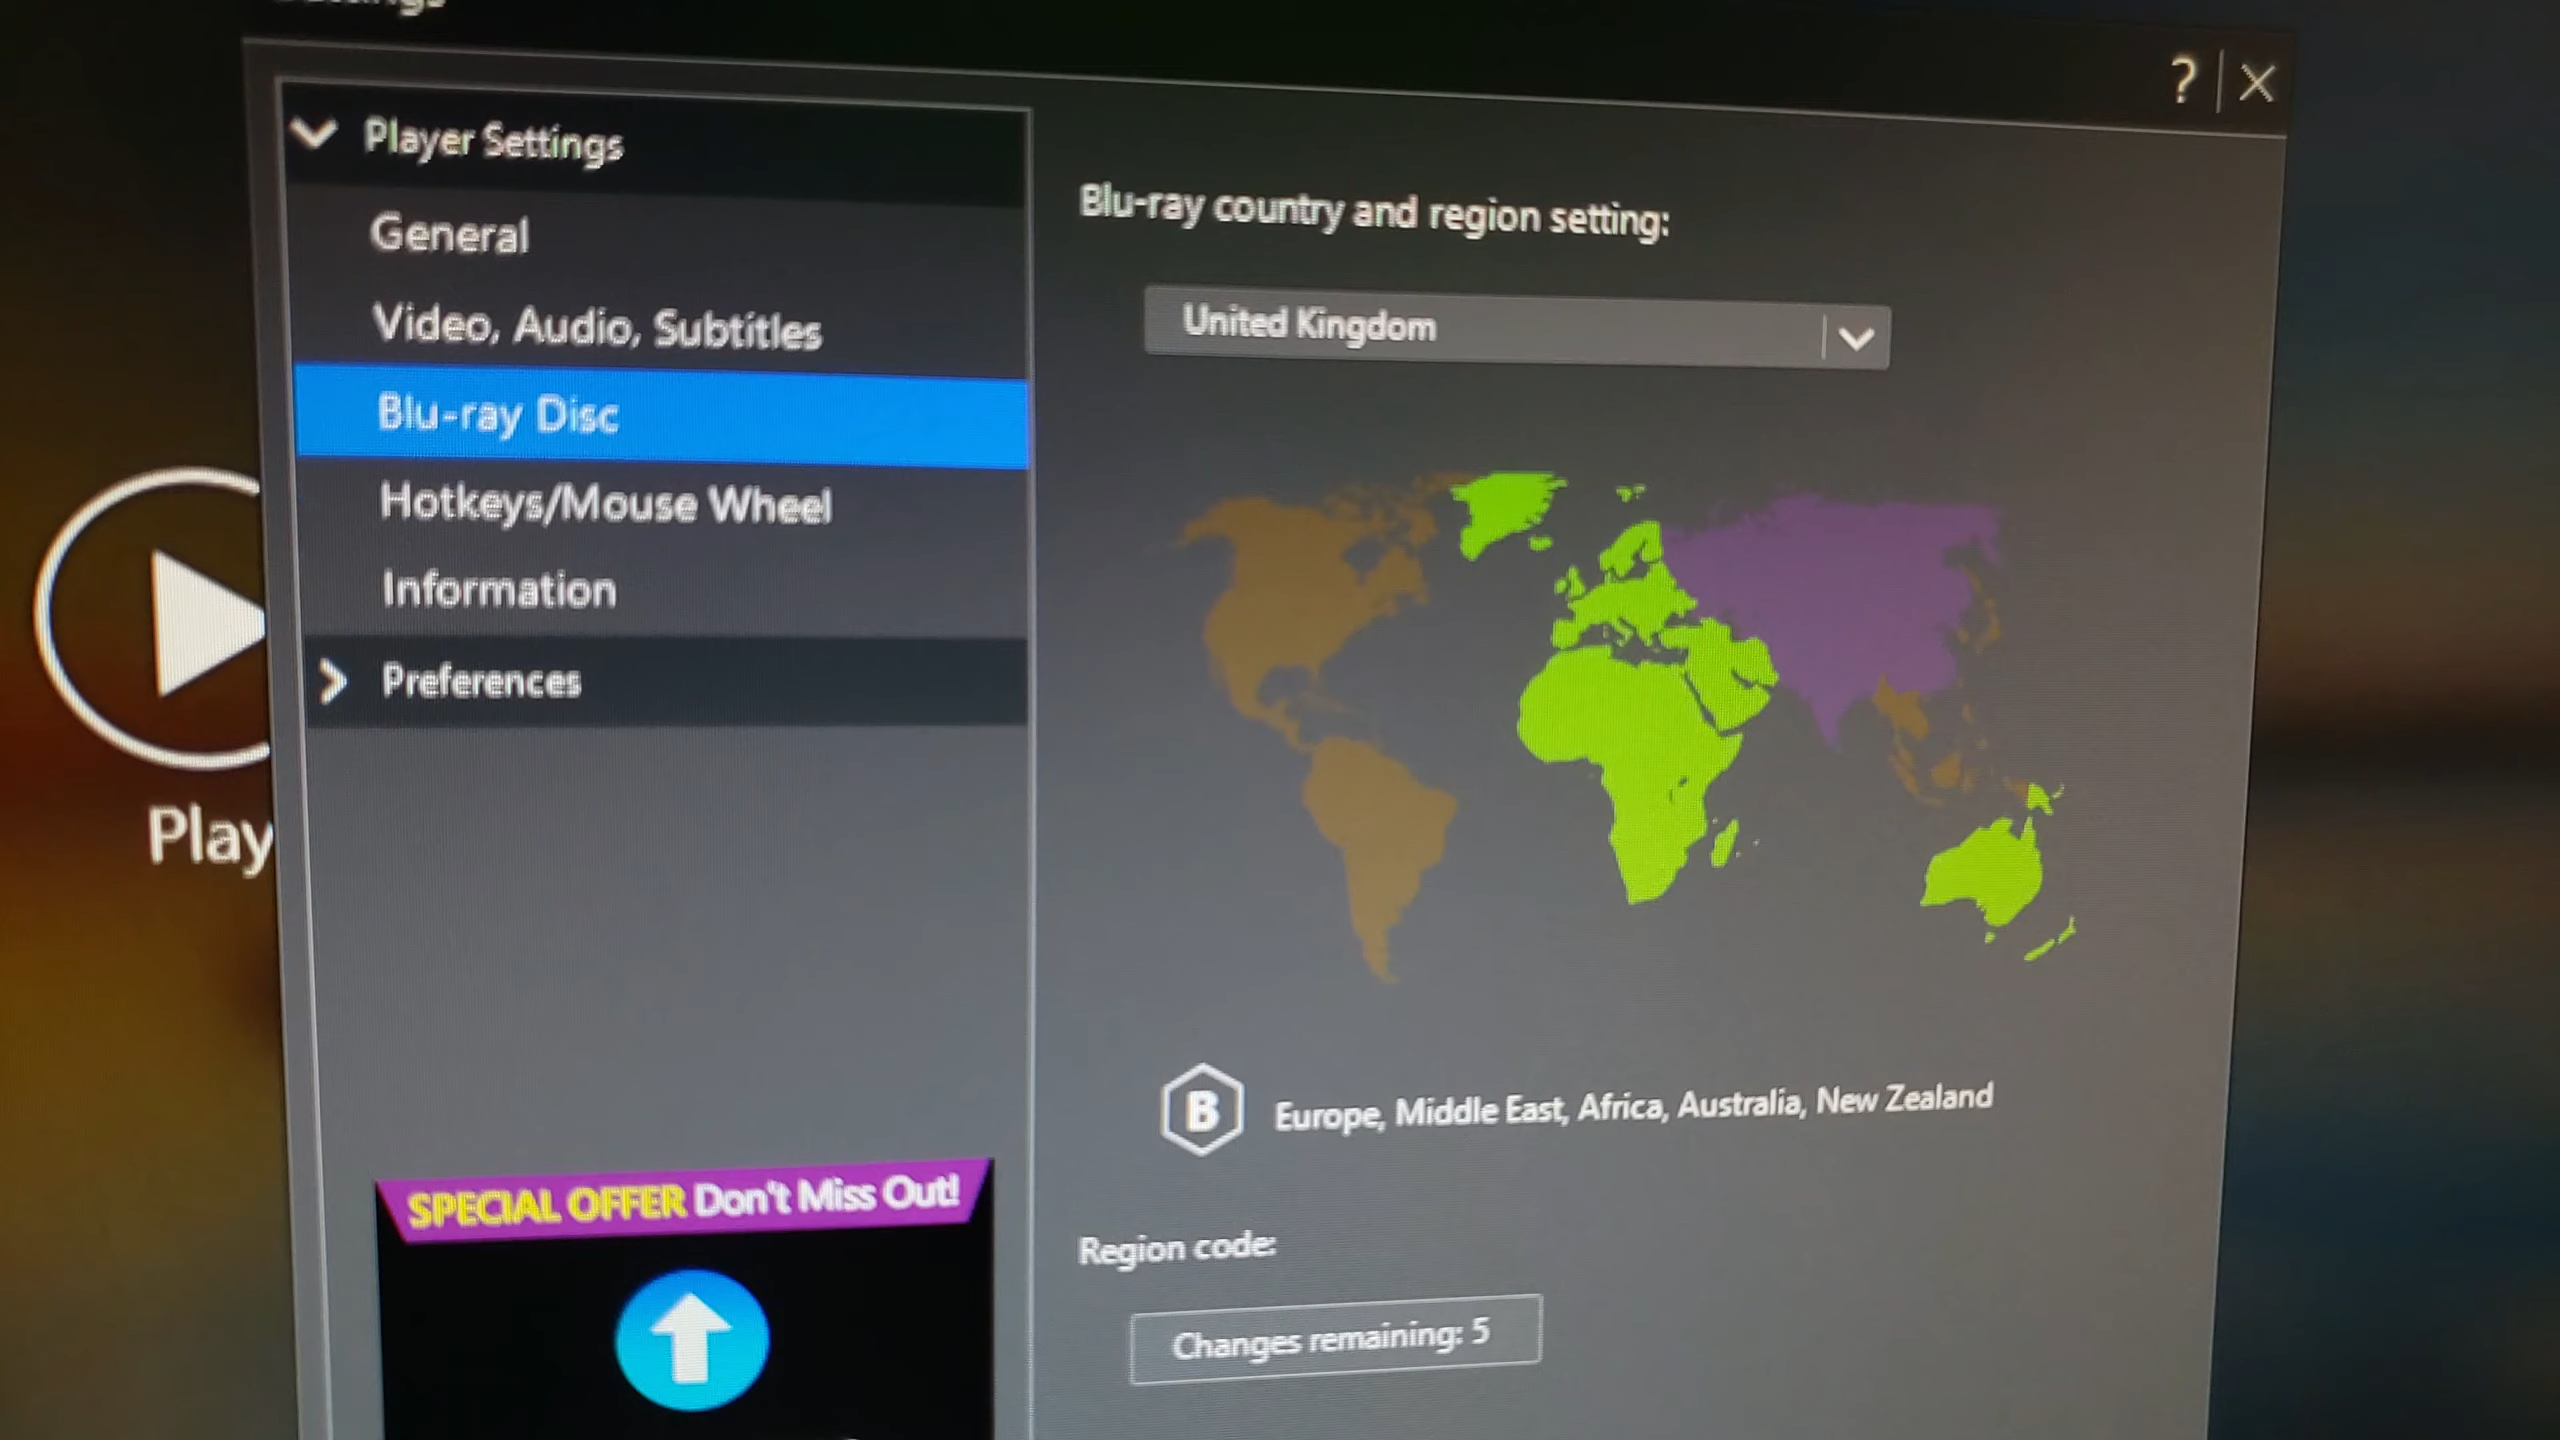 ?
X
Player Settings
General
Video, Audio, Subtitles
Blu-ray Disc
Hotkeys/Mouse Wheel
Information
Preferences
Play
Blu-ray country and region setting:
United Kingdom
B
Europe, Middle East, Africa, Australia, New Zealand
Region code:
Changes remaining: 5
SPECIAL OFFER Don't Miss Out!